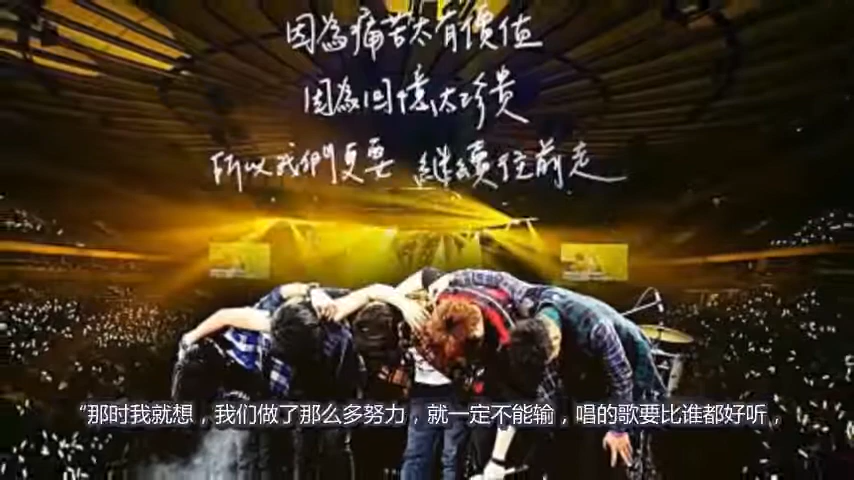 因為痛苦太有價值
因為回憶太珍贵
所以我們更要 繼續往前走
“那时我就想，我们做了那么多努力，就一定不能输，唱的歌要比谁都好听，